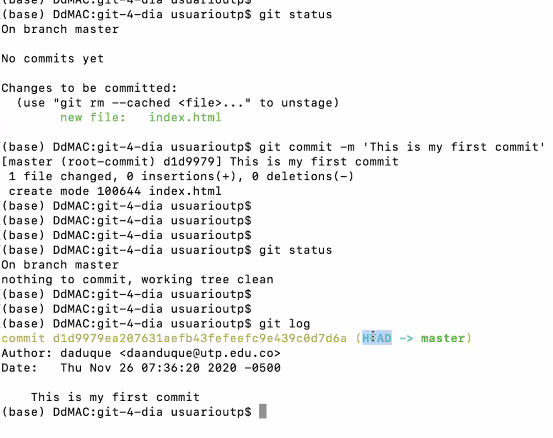 (base) DdMAC:git-4-dia usuarioutp$
(base) DdMAC:git-4-dia usuarioutp$ git status
On branch master
No commits yet
Changes to be committed:
(use "git rm --cached <file>..." to unstage)
new file: index.html
(base) DdMAC:git-4-dia usuarioutp$ git commit -m 'This is my first commit'
[master (root-commit) d1d9979] This is my first commit
1 file changed, 0 insertions(+), 0 deletions(-)
create mode 100644 index.html
(base) DdMAC:git-4-dia usuarioutp$
(base) DdMAC:git-4-dia usuarioutp$
(base) DdMAC:git-4-dia usuarioutp$
(base) DdMAC:git-4-dia usuarioutp$ git status
On branch master
nothing to commit, working tree clean
(base) DdMAC:git-4-dia usuarioutp$
(base) DdMAC:git-4-dia usuarioutp$
(base) DdMAC:git-4-dia usuarioutp$ git log
commit d1d9979ea207631aefb43fefeefc9e439c0d7d6a (HEAD -> master)
Author: daduque <daanduque@utp.edu.co>
Date: Thu Nov 26 07:36:20 2020 -0500
This is my first commit
(base) DdMAC:git-4-dia usuarioutp$